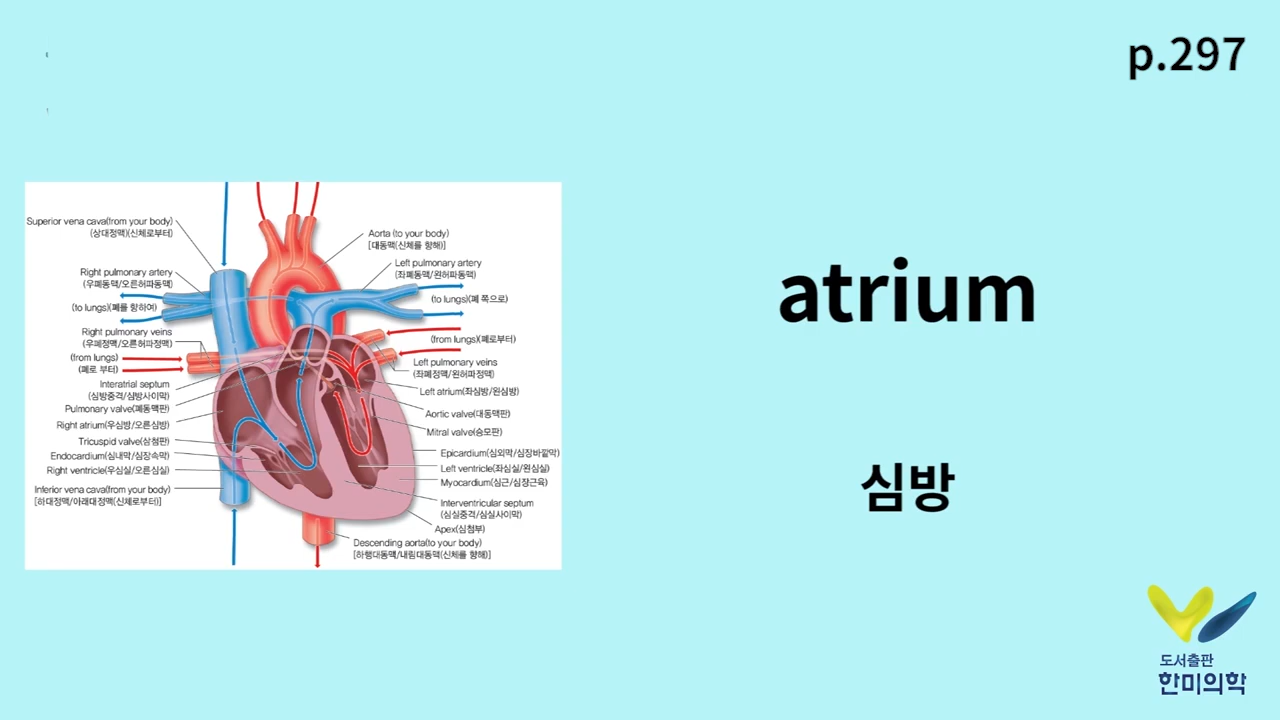 p.297
Superior vena cava(from your body)
(상대정맥)(신체로부터)
Right pulmonary artery
(우폐동맥/오른허파동맥)
(to lungs)(폐를 향하여)
Right pulmonary veins
(우폐정맥/오른허파정맥)
(from lungs)
(폐로 부터)
Interatrial septum
(심방중격/심방사이막)
Pulmonary valve(폐동맥판)
Right atrium(우심방/오른심방)
Tricuspid valve(삼첨판)
Endocardium(심내막/심장속막)
Right ventricle(우심실/오른심실)
Inferior vena cava(from your body)
[하대정맥/아래대정맥(신체로부터)]
Aorta (to your body)
[대동맥(신체를 향해)]
Left pulmonary artery
(좌폐동맥/왼허파동맥)
(to lungs)(폐 쪽으로)
(from lungs)(폐로부터)
Left pulmonary veins
(좌폐정맥/왼허파정맥)
Left atrium(좌심방/왼심방)
Aortic valve(대동맥판)
Mitral valve(승모판)
Epicardium(심외막/심장바깥막)
Left ventricle(좌심실/왼심실)
Myocardium(심근/심장근육)
Interventricular septum
(심실중격/심실사이막)
Apex(심첨부)
Descending aorta(to your body)
[하행대동맥/내림대동맥(신체를 향해)]
atrium
심방
도서출판
한미의학